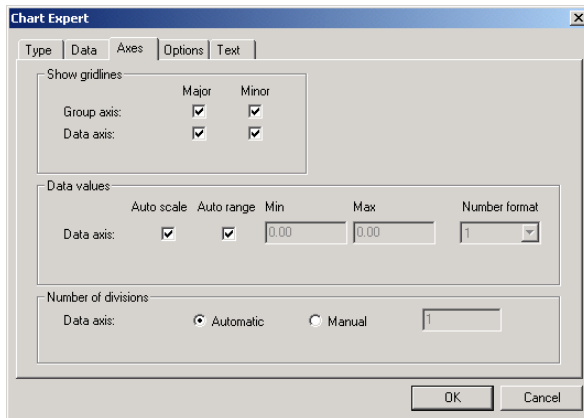 Chart Expert
Type Data Axes Options Text
Show gridlines
Major Minor
Group axis:
Data axis:
Data values
Auto scale Auto range Min Max Number format
Data axis: 0.00 0.00 1
Number of divisions
Data axis: Automatic Manual 1
OK Cancel